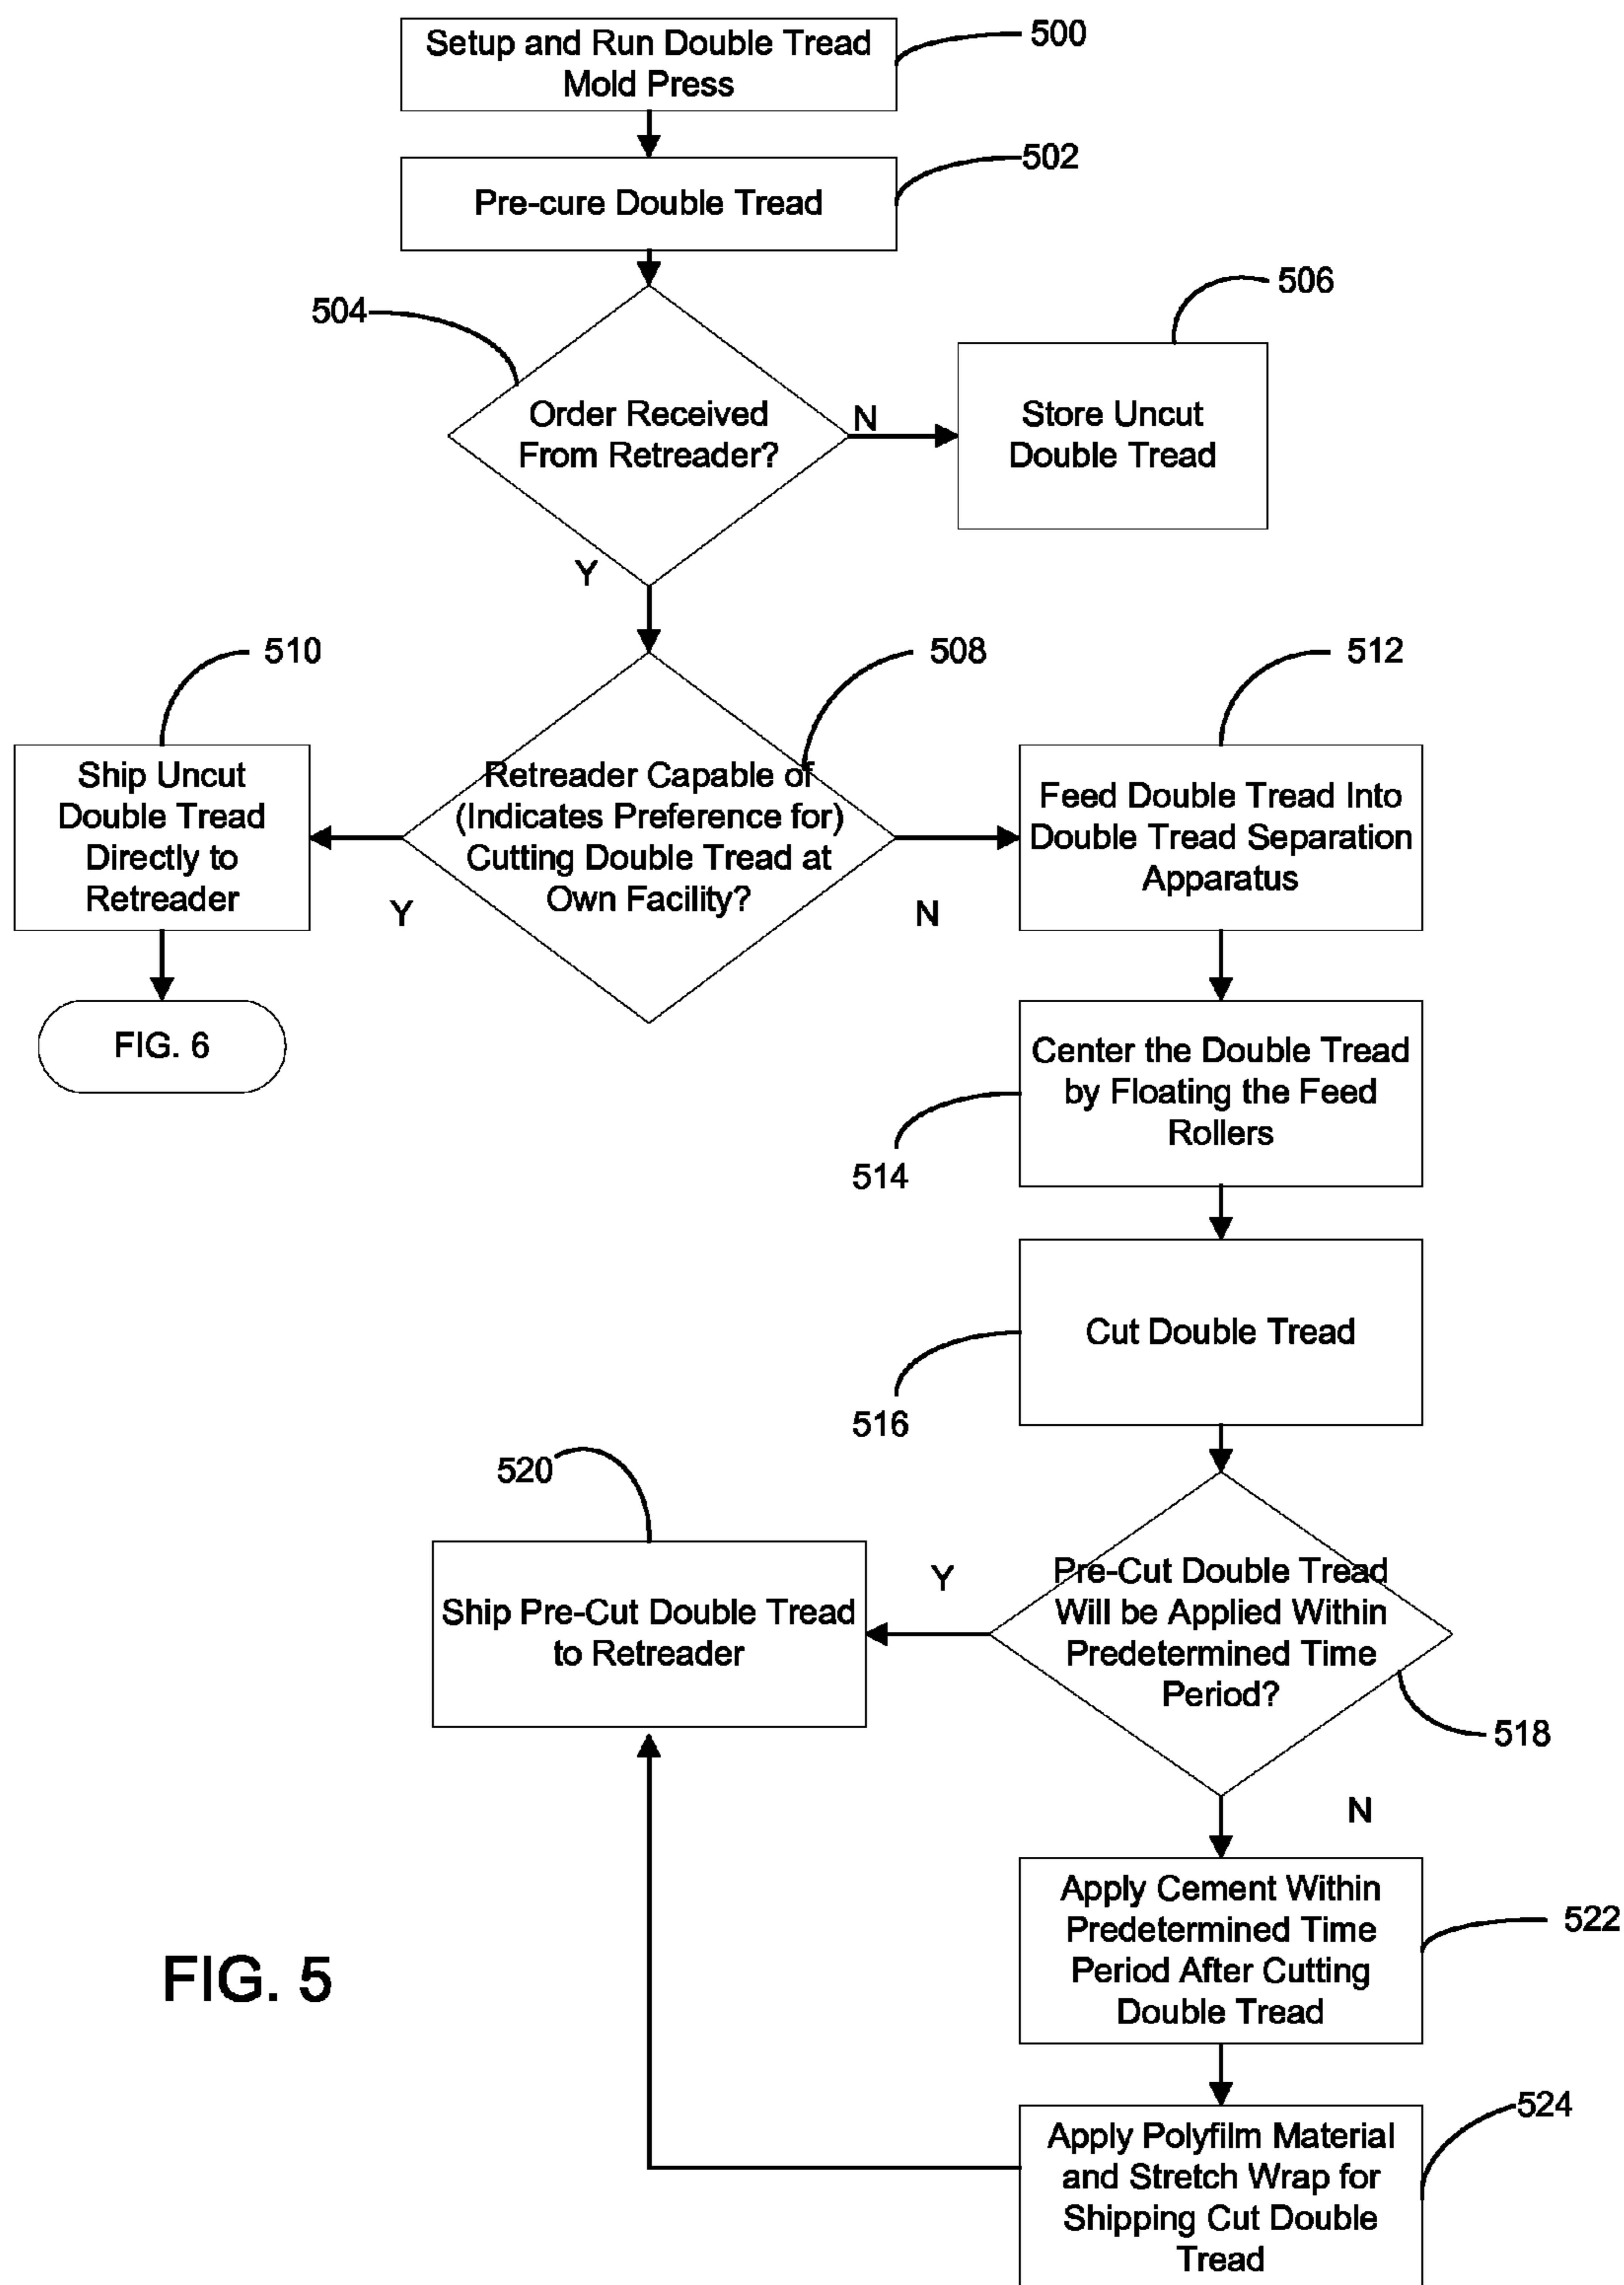 Setup and Run Double Tread
Mold Press
500
Pre-cure Double Tread
502
504
Order Received
From Retreader?
N
506
Store Uncut
Double Tread
Y
510
508
512
Ship Uncut
Double Tread
Directly to
Retreader
Retreader Capable of
(Indicates Preference for)
Cutting Double Tread at
Own Facility?
Y
N
Feed Double Tread Into
Double Tread Separation
Apparatus
FIG. 6
Center the Double Tread
by Floating the Feed
Rollers
514
Cut Double Tread
516
520
Ship Pre-Cut Double Tread
to Retreader
Y
Pre-Cut Double Tread
Will be Applied Within
Predetermined Time
Period?
518
N
Apply Cement Within
Predetermined Time
Period After Cutting
Double Tread
522
FIG. 5
524
Apply Polyfilm Material
and Stretch Wrap for
Shipping Cut Double
Tread